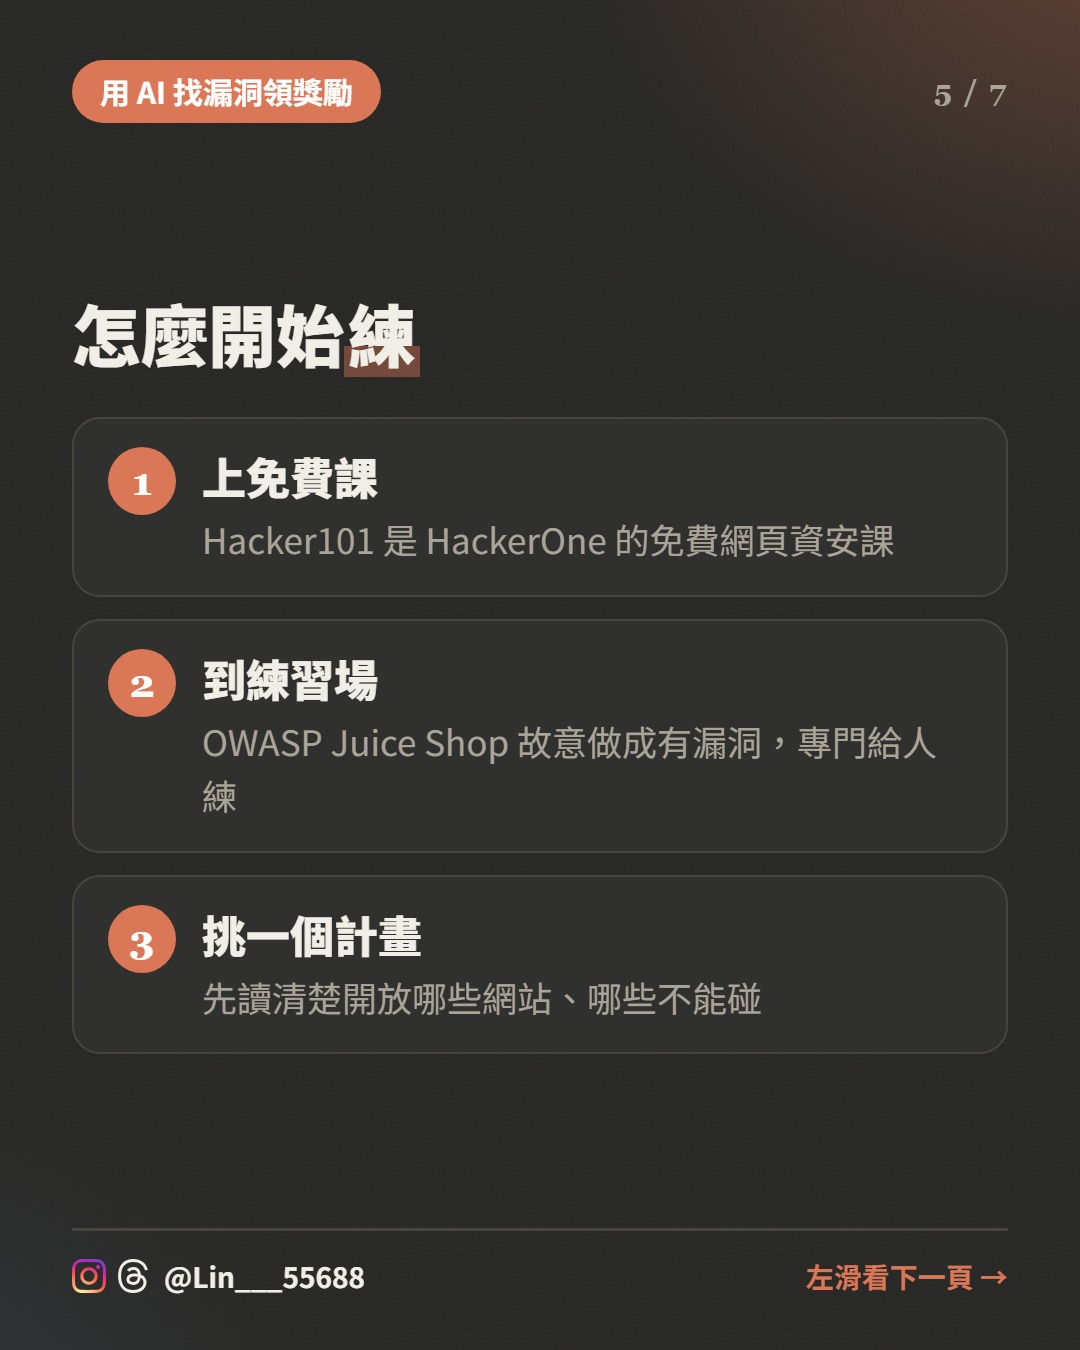 用 AI 找漏洞領獎勵
5 / 7
怎麼開始練
1
上免費課
Hacker101 是 HackerOne 的免費網頁資安課
2
到練習場
OWASP Juice Shop 故意做成有漏洞，專門給人
練
3
挑一個計畫
先讀清楚開放哪些網站、哪些不能碰
@Lin___55688
左滑看下一頁 →